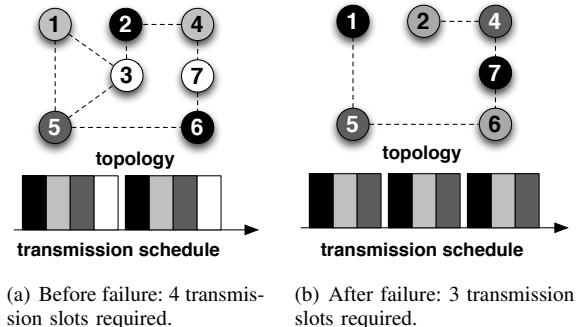 1 2 4
3 7
5 6
topology
transmission schedule
(a) Before failure: 4 transmis-
sion slots required.
1 2 4
7
5 6
topology
transmission schedule
(b) After failure: 3 transmission
slots required.